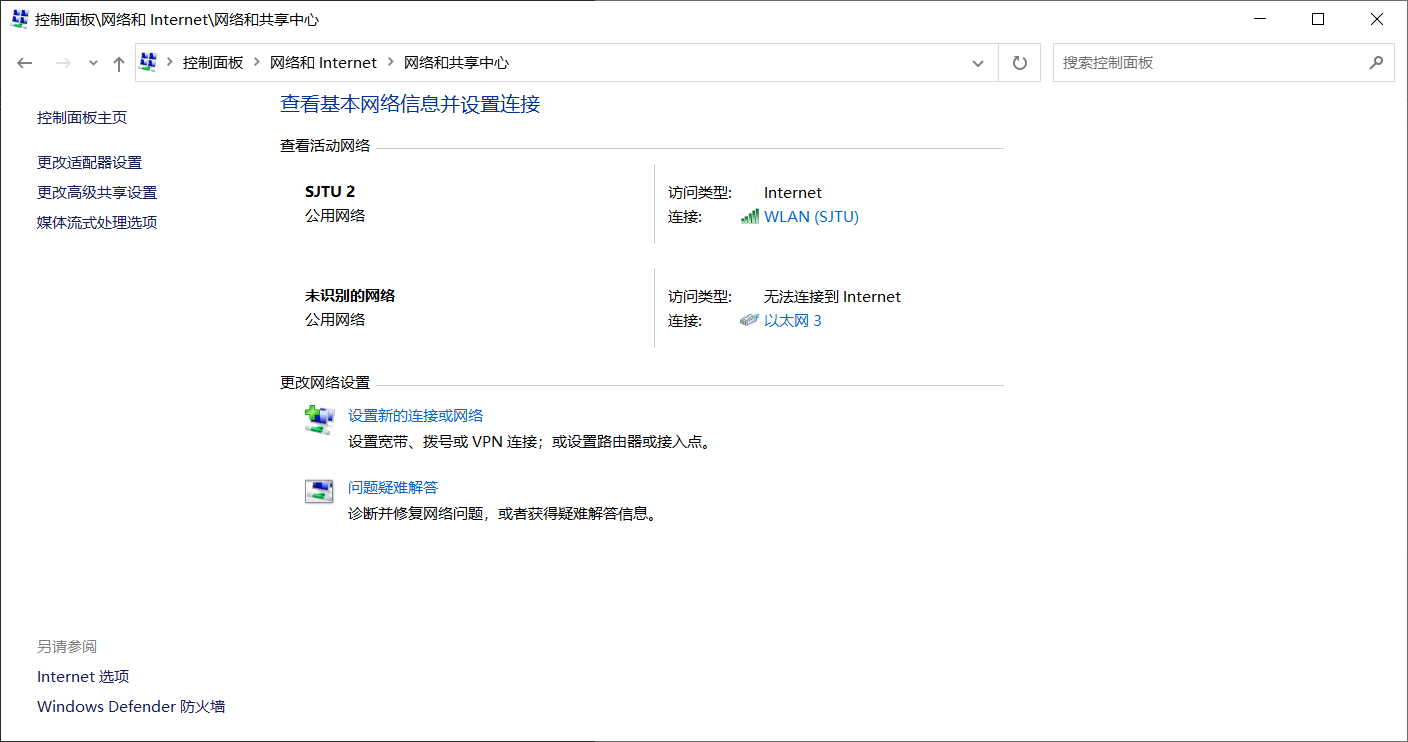 控制面板\网络和 Internet\网络和共享中心
控制面板 网络和 Internet 网络和共享中心
搜索控制面板
控制面板主页
更改适配器设置
更改高级共享设置
媒体流式处理选项
查看基本网络信息并设置连接
查看活动网络
SJTU 2
公用网络
访问类型: Internet
连接: WLAN (SJTU)
未识别的网络
公用网络
访问类型: 无法连接到 Internet
连接: 以太网 3
更改网络设置
设置新的连接或网络
设置宽带、拨号或 VPN 连接；或设置路由器或接入点。
问题疑难解答
诊断并修复网络问题，或者获得疑难解答信息。
另请参阅
Internet 选项
Windows Defender 防火墙